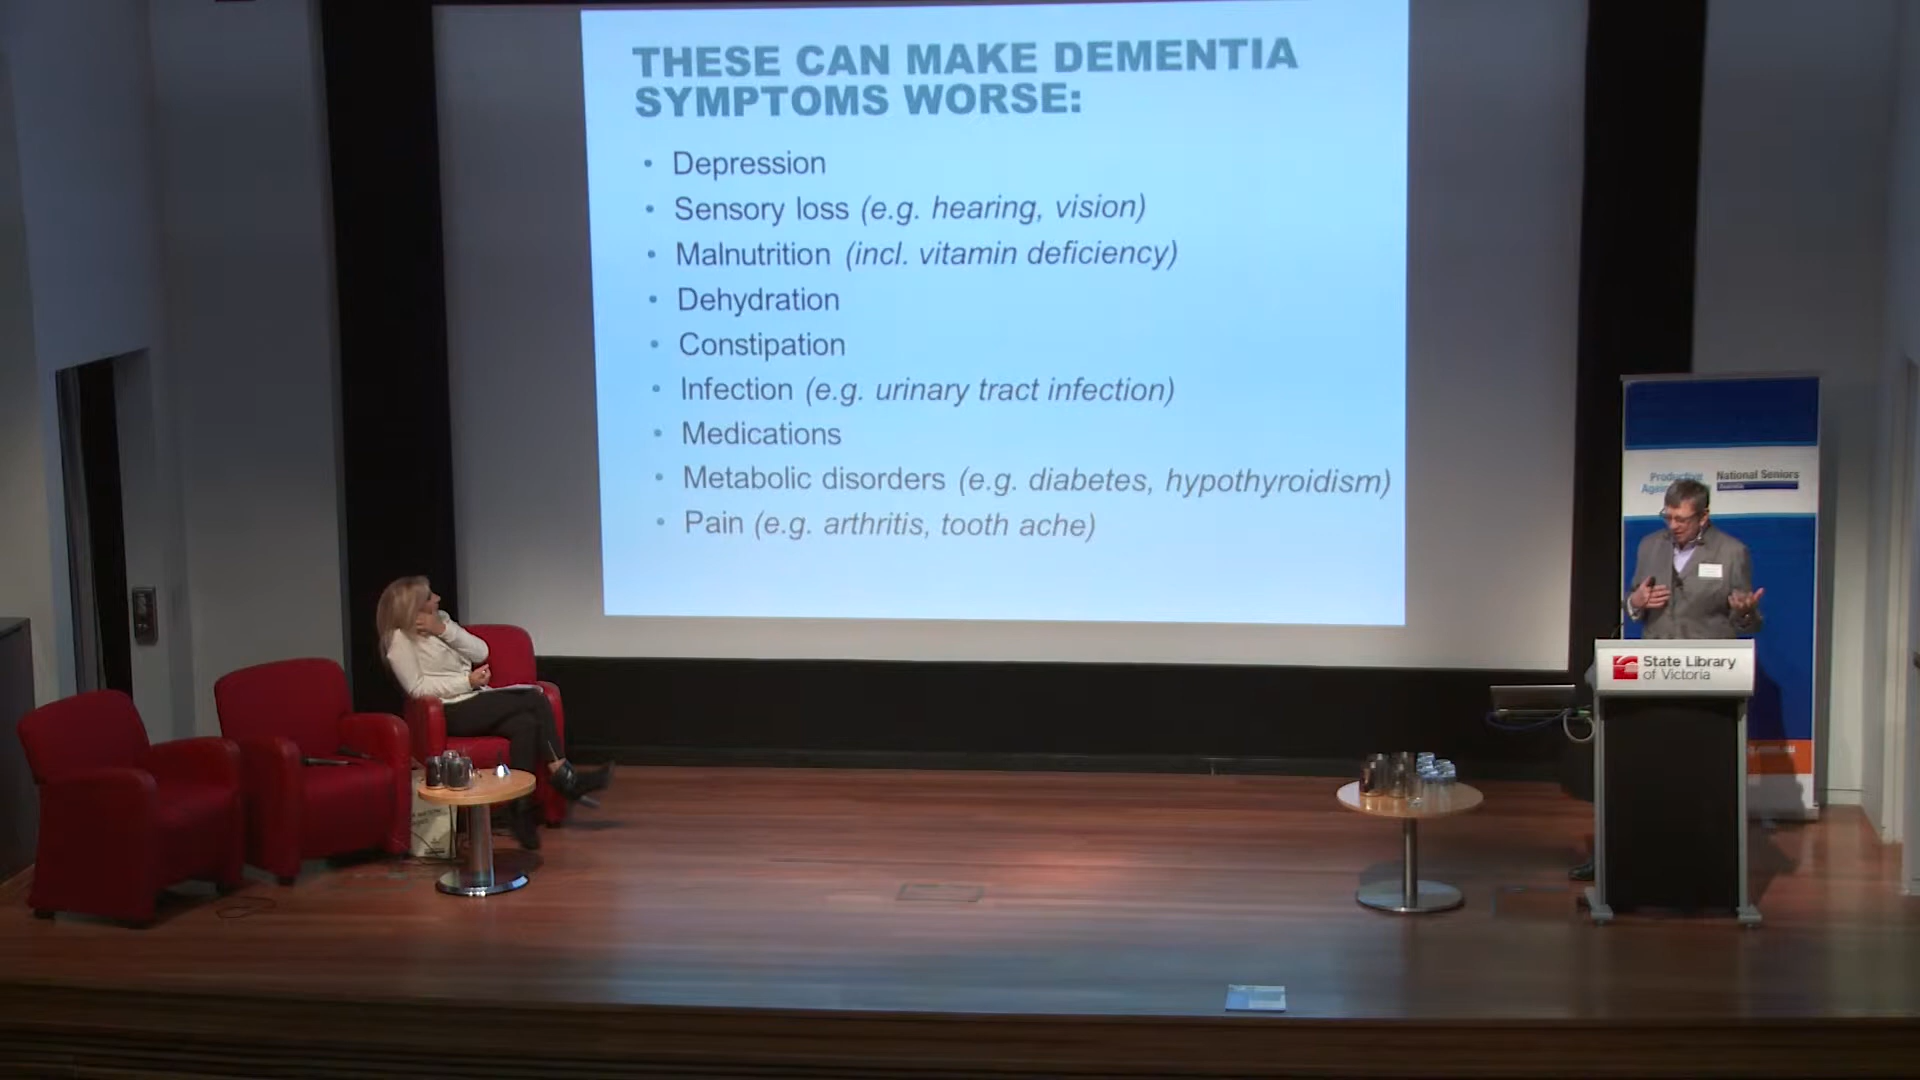 THESE CAN MAKE DEMENTIA
SYMPTOMS WORSE:
• Depression
• Sensory loss (e.g. hearing, vision)
• Malnutrition (incl. vitamin deficiency)
• Dehydration
• Constipation
• Infection (e.g. urinary tract infection)
• Medications
• Metabolic disorders (e.g. diabetes, hypothyroidism)
• Pain (e.g. arthritis, tooth ache)
Productive
National Seniors
State Library
of Victoria